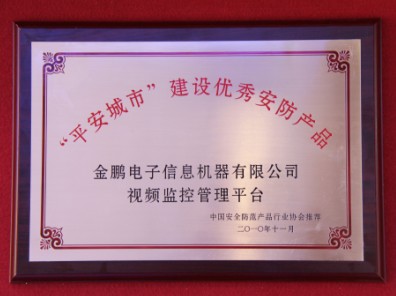 “平安城市”建设优秀安防产品
金鹏电子信息机器有限公司
视频监控管理平台
中国安全防范产品行业协会推荐
二〇一〇年十一月